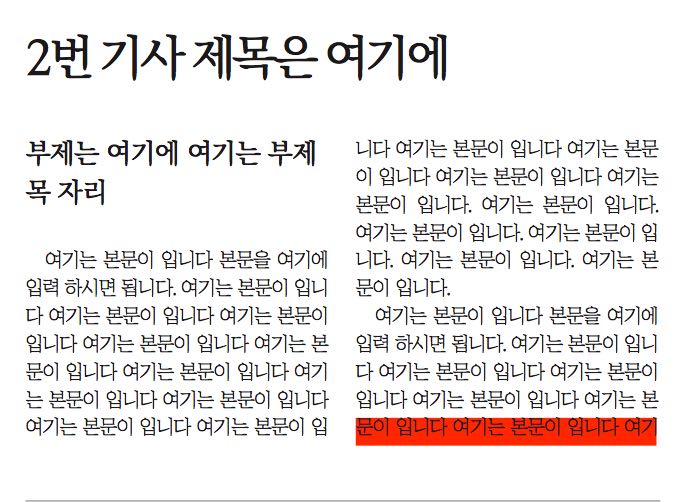 2번 기사 제목은 여기에
부제는 여기에 여기는 부제
목 자리
여기는 본문이 입니다 본문을 여기에
입력 하시면 됩니다. 여기는 본문이 입니
다 여기는 본문이 입니다 여기는 본문이
입니다 여기는 본문이 입니다 여기는 본
문이 입니다 여기는 본문이 입니다 여기
는 본문이 입니다 여기는 본문이 입니다
여기는 본문이 입니다 여기는 본문이 입
니다 여기는 본문이 입니다 여기는 본문
이 입니다 여기는 본문이 입니다 여기는
본문이 입니다. 여기는 본문이 입니다.
여기는 본문이 입니다. 여기는 본문이 입
니다. 여기는 본문이 입니다. 여기는 본
문이 입니다.
여기는 본문이 입니다 본문을 여기에
입력 하시면 됩니다. 여기는 본문이 입니
다 여기는 본문이 입니다 여기는 본문이
입니다 여기는 본문이 입니다 여기는 본
문이 입니다 여기는 본문이 입니다 여기